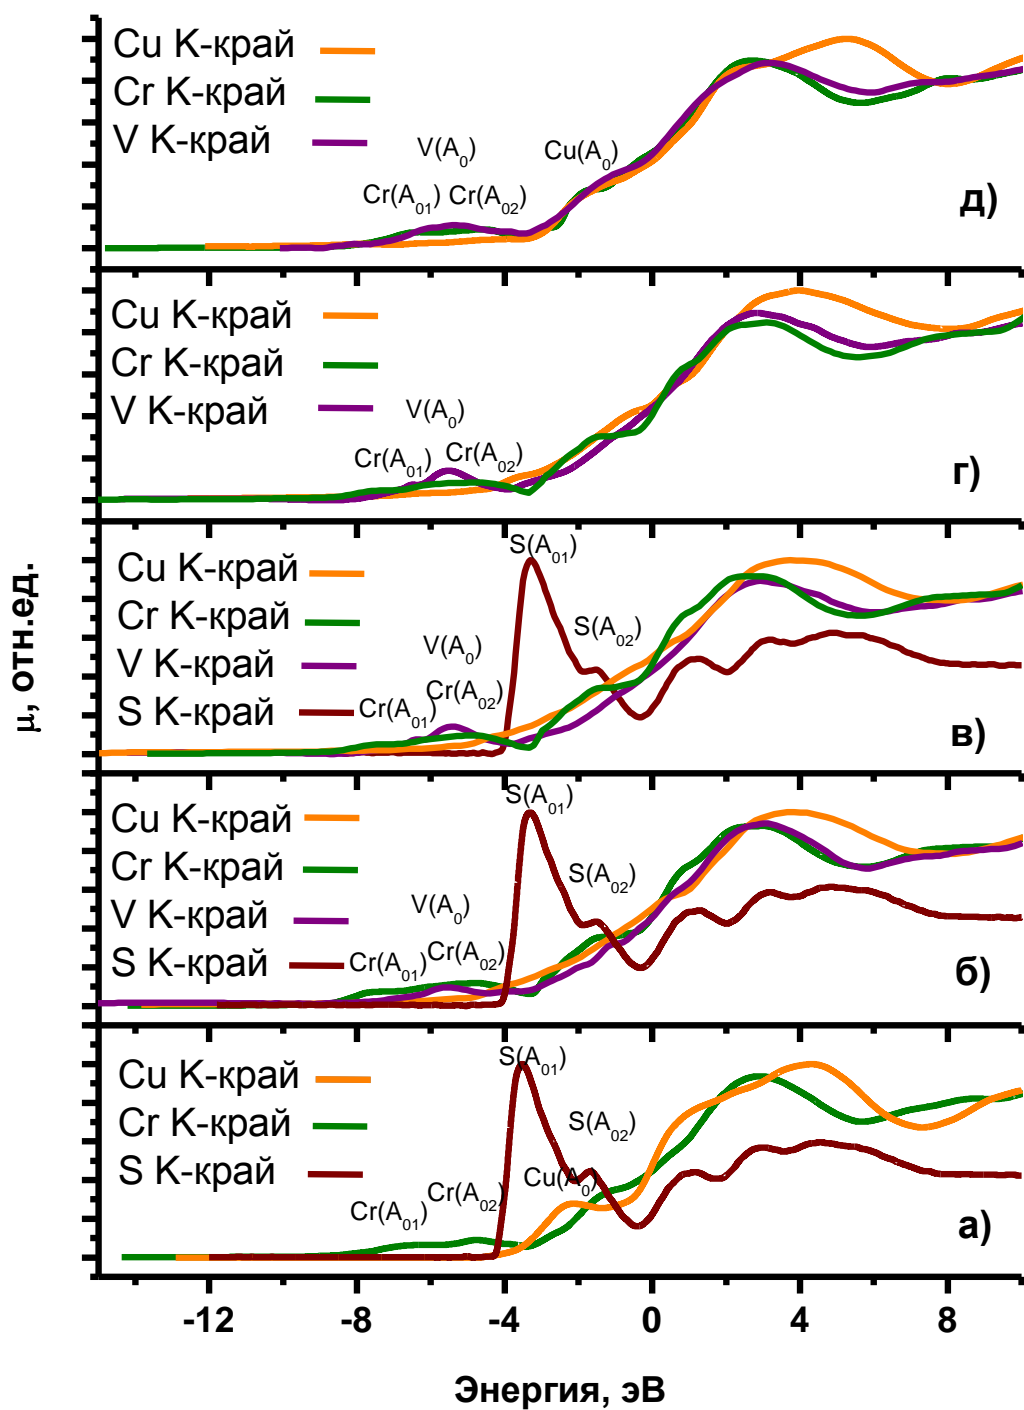 Cu K-край
Cr K-край
V K-край
V(A0)
Cu(A0)
Cr(A01) Cr(A02)
д)
Cu K-край
Cr K-край
V K-край
V(A0)
Cr(A01) Cr(A02)
г)
S(A01)
Cu K-край
Cr K-край
S(A02)
V K-край
V(A0)
S K-край
Cr(A01) Cr(A02)
в)
S(A01)
Cu K-край
Cr K-край
S(A02)
V K-край
V(A0)
S K-край
Cr(A01) Cr(A02)
б)
S(A01)
Cu K-край
Cr K-край
S(A02)
S K-край
Cu(A0)
Cr(A01) Cr(A02)
а)
μ, отн.ед.
-12 -8 -4 0 4 8
Энергия, эВ